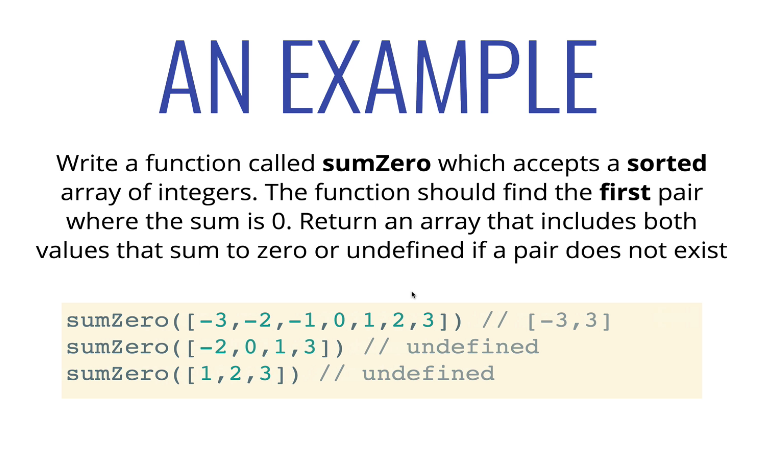 AN EXAMPLE
Write a function called sumZero which accepts a sorted
array of integers. The function should find the first pair
where the sum is 0. Return an array that includes both
values that sum to zero or undefined if a pair does not exist
sumZero([-3,-2,-1,0,1,2,3]) // [-3,3]
sumZero([-2,0,1,3]) // undefined
sumZero([1,2,3]) // undefined